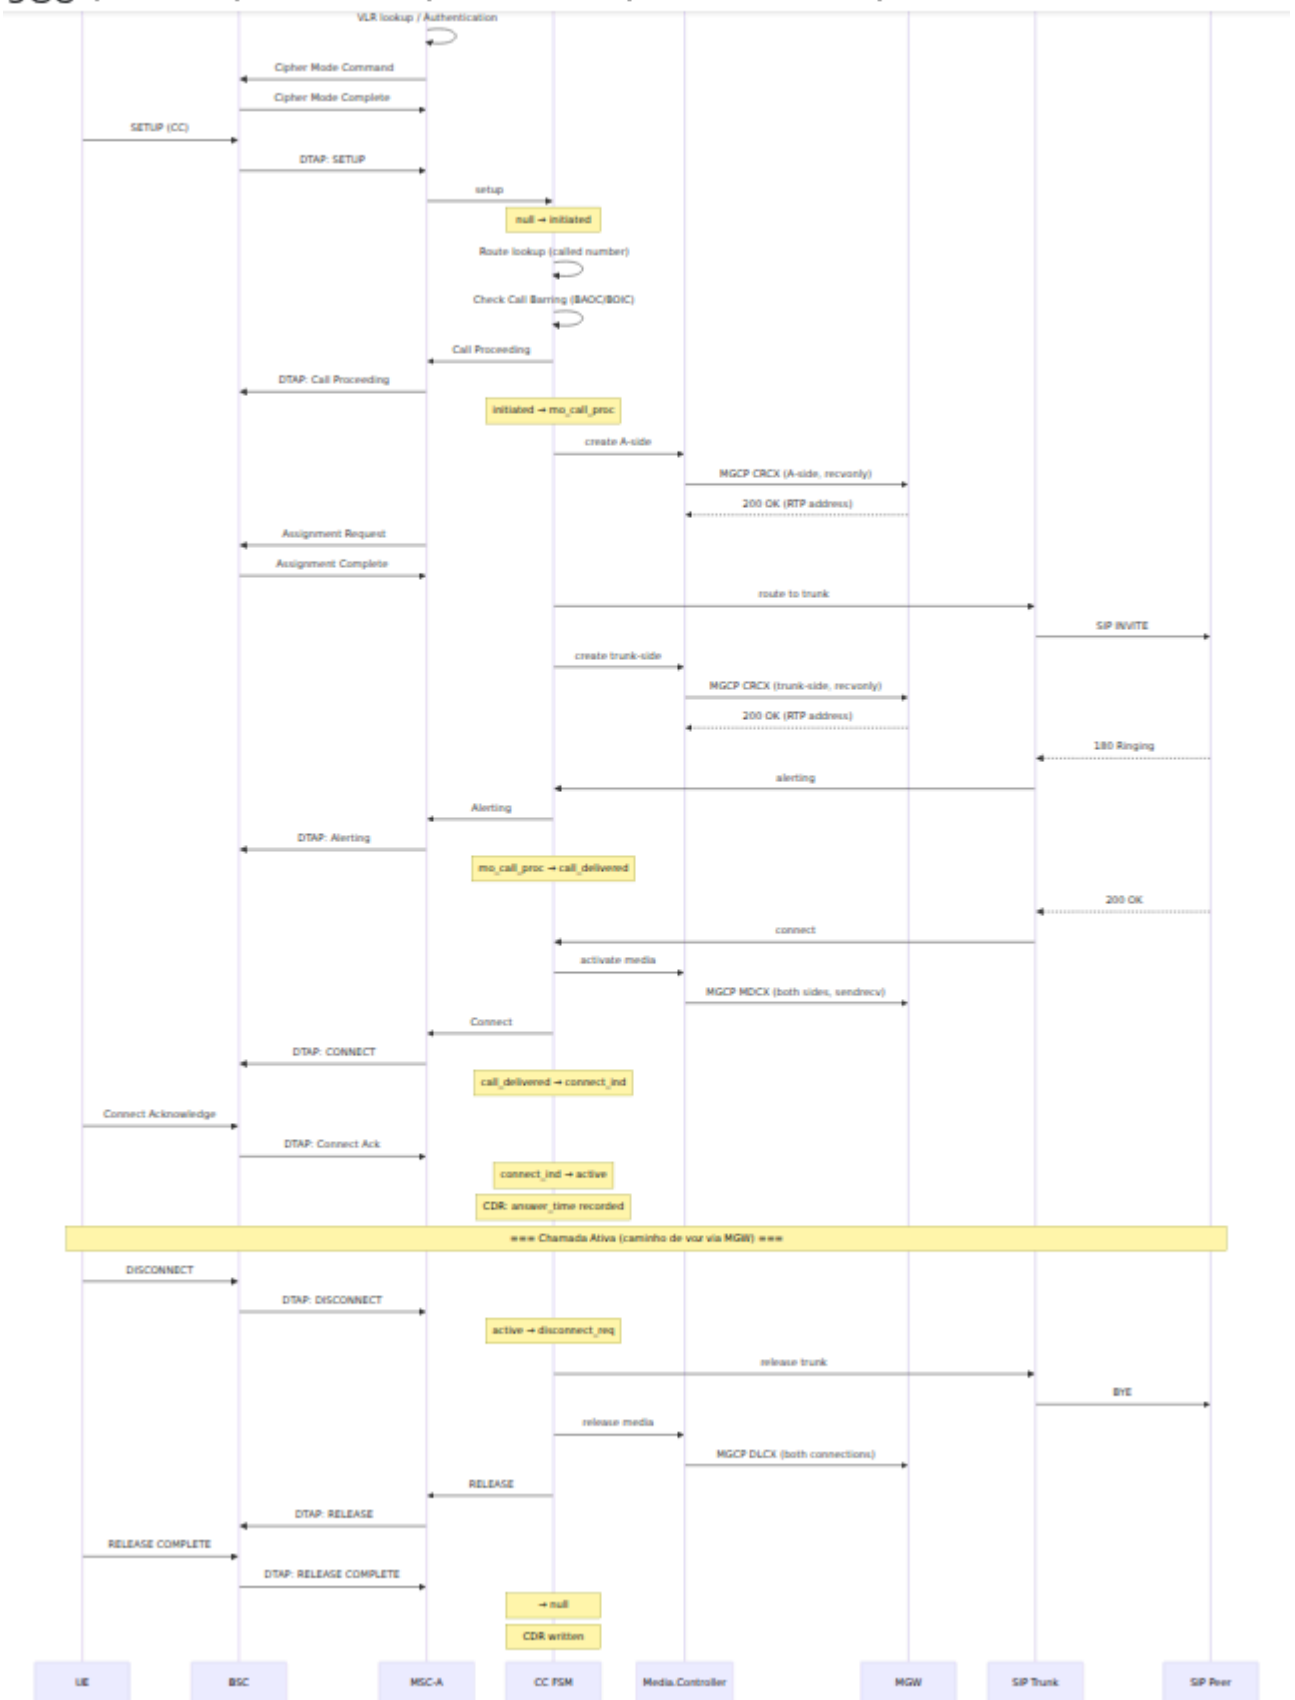 VLR lookup / Authentication
Cipher Mode Command
Cipher Mode Complete
SETUP (CC)
DTAP: SETUP
setup
null → initiated
Route lookup (called number)
Check Call Barring (BAOC/BOIC)
Call Proceeding
DTAP: Call Proceeding
initiated → mo_call_proc
create A-side
MGCP CRCX (A-side, recvonly)
200 OK (RTP address)
Assignment Request
Assignment Complete
route to trunk
SIP INVITE
create trunk-side
MGCP CRCX (trunk-side, recvonly)
200 OK (RTP address)
180 Ringing
alerting
Alerting
DTAP: Alerting
mo_call_proc → call_delivered
200 OK
connect
activate media
MGCP MDCX (both sides, sendrecv)
Connect
DTAP: CONNECT
call_delivered → connect_ind
Connect Acknowledge
DTAP: Connect Ack
connect_ind → active
CDR: answer_time recorded
=== Chamada Ativa (caminho de voz via MGW) ===
DISCONNECT
DTAP: DISCONNECT
active → disconnect_req
release trunk
BYE
release media
MGCP DLCX (both connections)
RELEASE
DTAP: RELEASE
RELEASE COMPLETE
DTAP: RELEASE COMPLETE
→ null
CDR written
UE BSC MSC-A CC FSM Media Controller MGW SIP Trunk SIP Peer